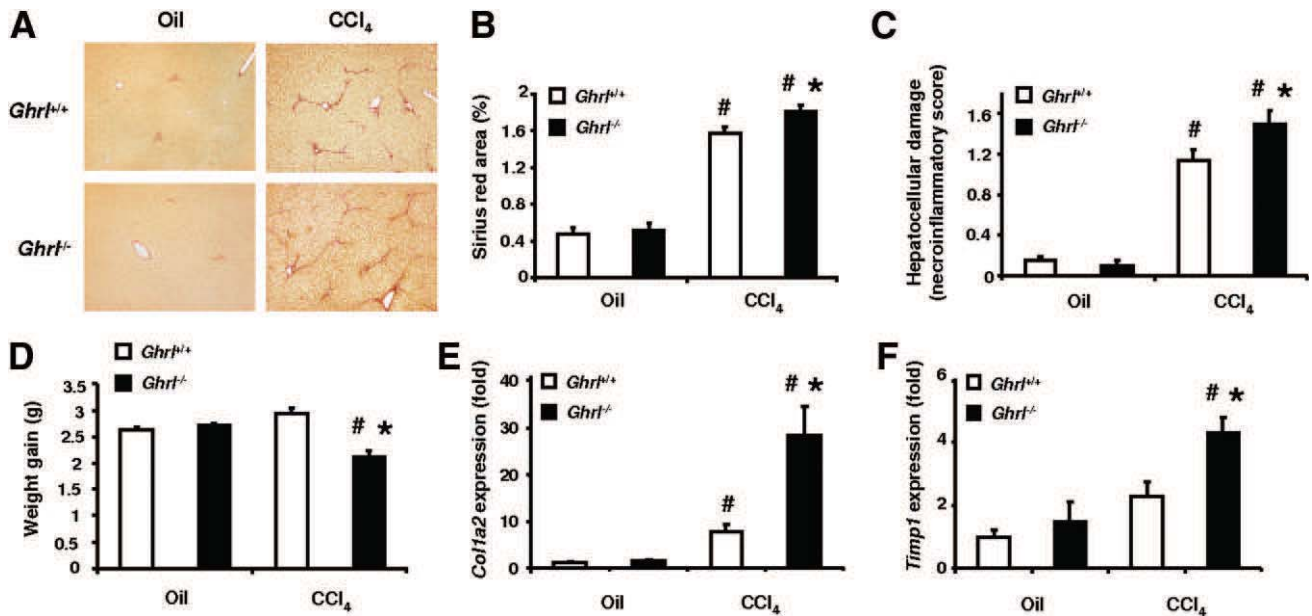 A
Oil
CCl₄
Ghrl+/+
Ghrl-/-
B
Sirius red area (%)
2
1.6
1.2
0.8
0.4
0
Ghrl+/+
Ghrl-/-
#
# *
Oil
CCl₄
C
Hepatocellular damage
(necroinflammatory score)
1.6
1.2
0.8
0.4
0
Ghrl+/+
Ghrl-/-
#
# *
Oil
CCl₄
D
Weight gain (g)
3.5
3
2.5
2
1.5
1
0.5
0
Ghrl+/+
Ghrl-/-
# *
Oil
CCl₄
E
Col1a2 expression (fold)
40
30
20
10
0
Ghrl+/+
Ghrl-/-
#
# *
Oil
CCl₄
F
Timp1 expression (fold)
6
4
2
0
Ghrl+/+
Ghrl-/-
# *
Oil
CCl₄